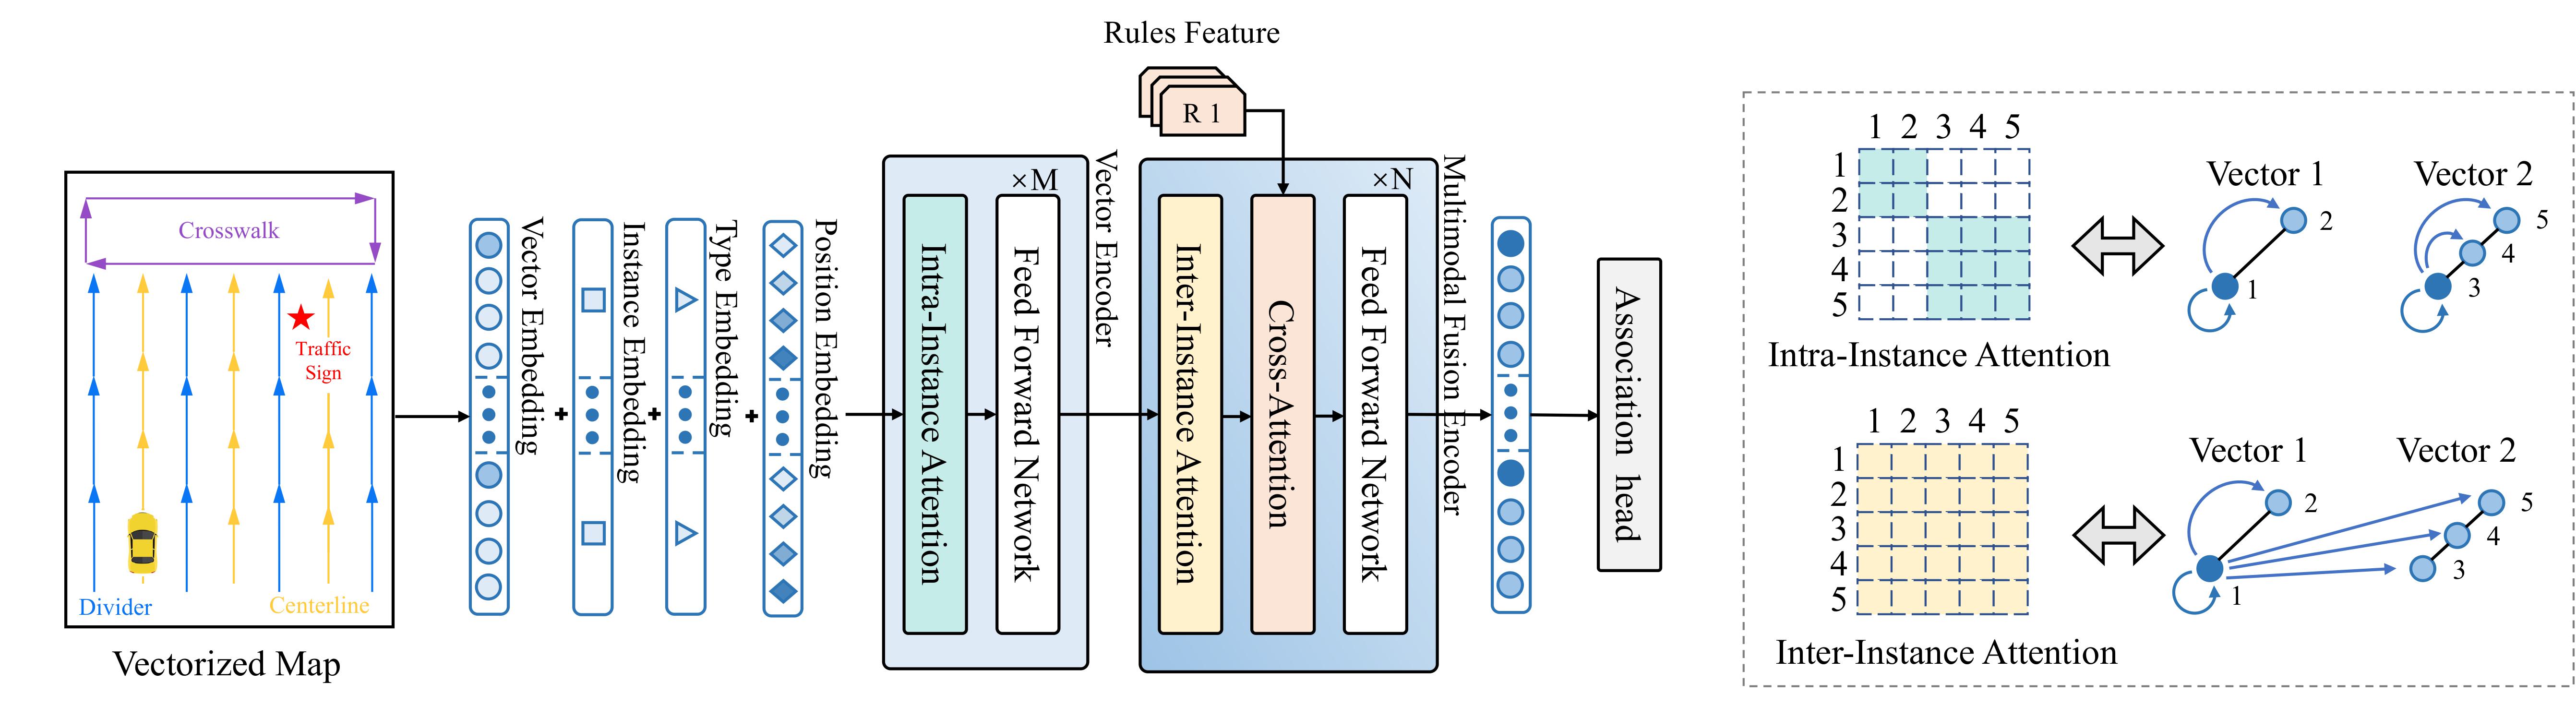 Rules Feature
R 1
Crosswalk
Traffic
Sign
Divider
Centerline
Vectorized Map
Vector Embedding
+
Instance Embedding
+
Type Embedding
+
Position Embedding
×M
Intra-Instance Attention
Feed Forward Network
Vector Encoder
×N
Inter-Instance Attention
Cross-Attention
Feed Forward Network
Multimodal Fusion Encoder
Association head
1 2 3 4 5
1
2
3
4
5
Intra-Instance Attention
Vector 1
2
1
Vector 2
5
4
3
1 2 3 4 5
1
2
3
4
5
Inter-Instance Attention
Vector 1
2
1
Vector 2
5
4
3